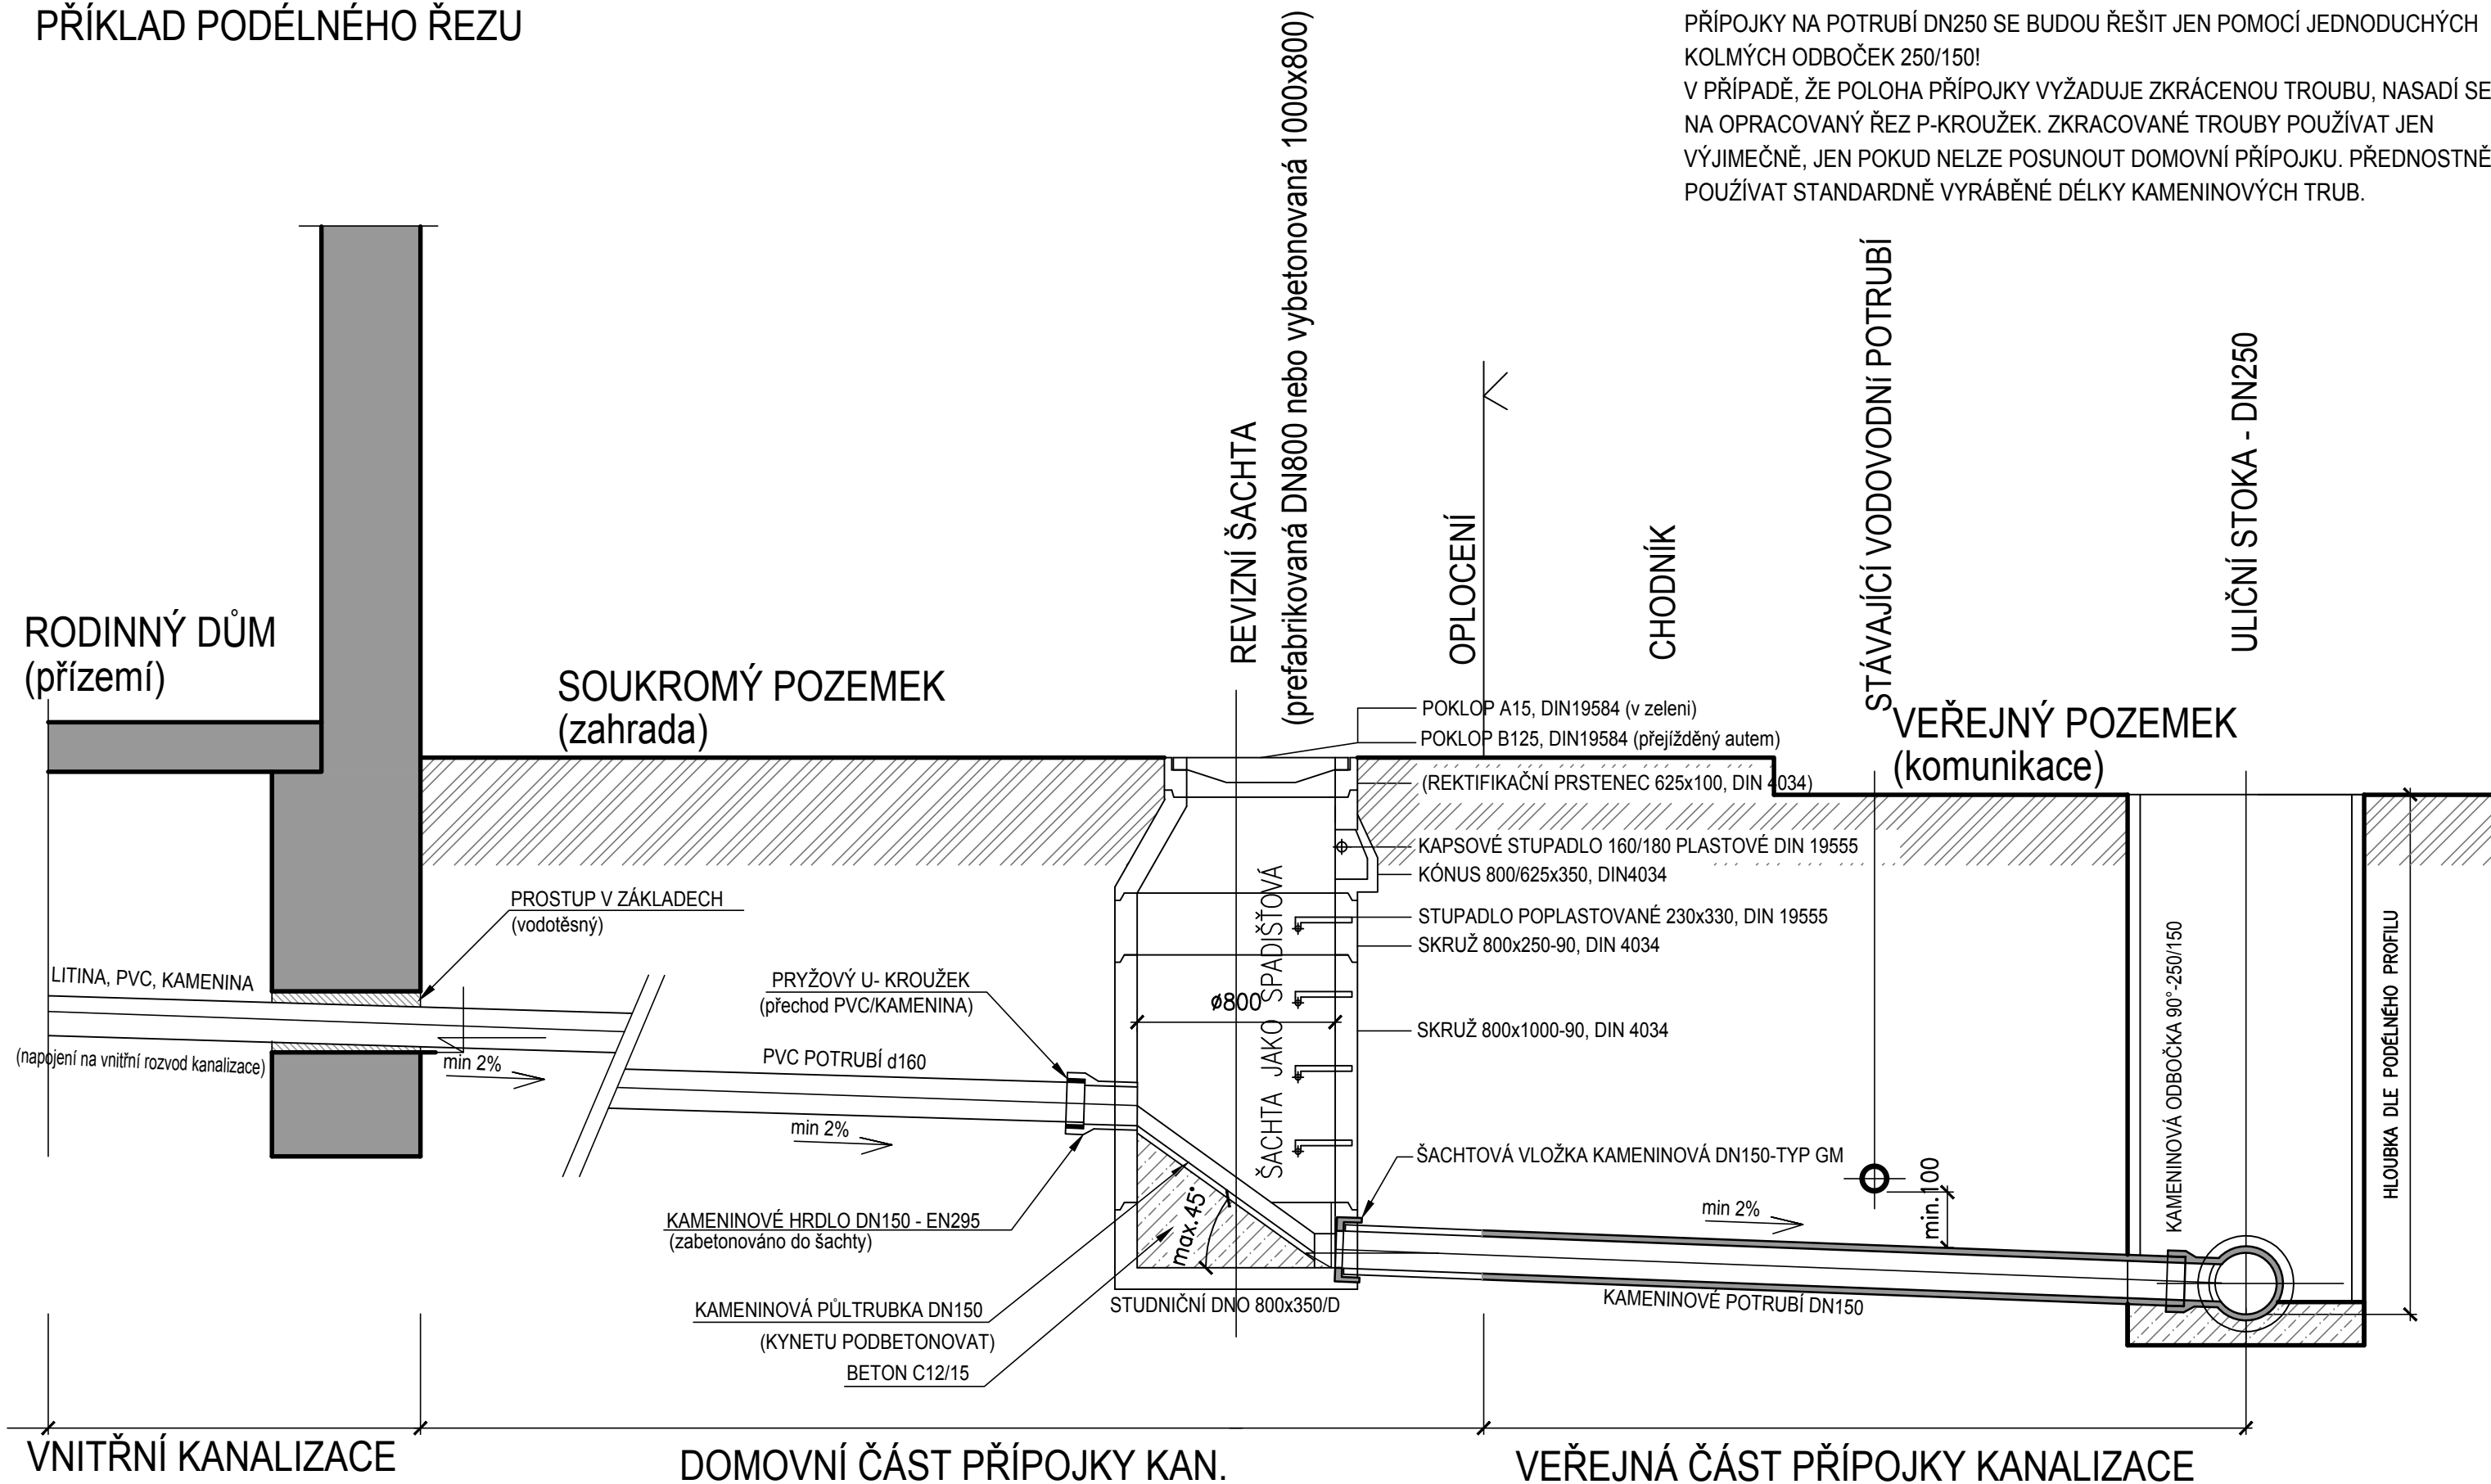 PŘÍKLAD PODÉLNÉHO ŘEZU
PŘÍPOJKY NA POTRUBÍ DN250 SE BUDOU ŘEŠIT JEN POMOCÍ JEDNODUCHÝCH
KOLMÝCH ODBOČEK 250/150!
V PŘÍPADĚ, ŽE POLOHA PŘÍPOJKY VYŽADUJE ZKRÁCENOU TROUBU, NASADÍ SE
NA OPRACOVANÝ ŘEZ P-KROUŽEK. ZKRACOVANÉ TROUBY POUŽÍVAT JEN
VÝJIMEČNĚ, JEN POKUD NELZE POSUNOUT DOMOVNÍ PŘÍPOJKU. PŘEDNOSTNĚ
POUŽÍVAT STANDARDNĚ VYRÁBĚNÉ DÉLKY KAMENINOVÝCH TRUB.
REVIZNÍ ŠACHTA
(prefabrikovaná DN800 nebo vybetonovaná 1000x800)
OPLOCENÍ
CHODNÍK
STÁVAJÍCÍ VODOVODNÍ POTRUBÍ
ULIČNÍ STOKA - DN250
RODINNÝ DŮM
(přízemí)
SOUKROMÝ POZEMEK
(zahrada)
VEŘEJNÝ POZEMEK
(komunikace)
POKLOP A15, DIN19584 (v zeleni)
POKLOP B125, DIN19584 (přejížděný autem)
(REKTIFIKAČNÍ PRSTENEC 625x100, DIN 4034)
KAPSOVÉ STUPADLO 160/180 PLASTOVÉ DIN 19555
KÓNUS 800/625x350, DIN4034
STUPADLO POPLASTOVANÉ 230x330, DIN 19555
SKRUŽ 800x250-90, DIN 4034
SKRUŽ 800x1000-90, DIN 4034
ŠACHTOVÁ VLOŽKA KAMENINOVÁ DN150-TYP GM
PROSTUP V ZÁKLADECH
(vodotěsný)
LITINA, PVC, KAMENINA
(napojení na vnitřní rozvod kanalizace)
min 2%
PRYŽOVÝ U- KROUŽEK
(přechod PVC/KAMENINA)
PVC POTRUBÍ d160
min 2%
ø800
ŠACHTA JAKO SPADIŠŤOVÁ
max.45°
KAMENINOVÉ HRDLO DN150 - EN295
(zabetonováno do šachty)
KAMENINOVÁ PŮLTRUBKA DN150
(KYNETU PODBETONOVAT)
BETON C12/15
STUDNIČNÍ DNO 800x350/D
min 2%
min.100
KAMENINOVÉ POTRUBÍ DN150
KAMENINOVÁ ODBOČKA 90°-250/150
HLOUBKA DLE PODÉLNÉHO PROFILU
VNITŘNÍ KANALIZACE
DOMOVNÍ ČÁST PŘÍPOJKY KAN.
VEŘEJNÁ ČÁST PŘÍPOJKY KANALIZACE